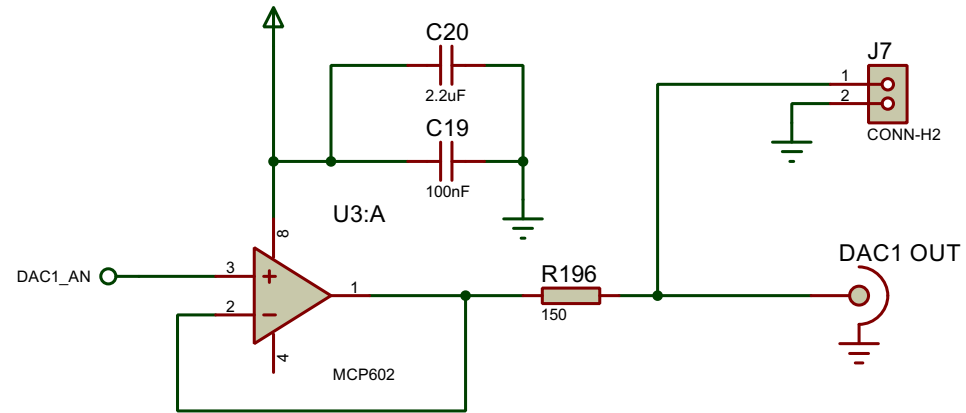 C20
2.2uF
C19
100nF
J7
1
2
CONN-H2
U3:A
8
DAC1_AN
3
+
2
−
1
4
MCP602
R196
150
DAC1 OUT